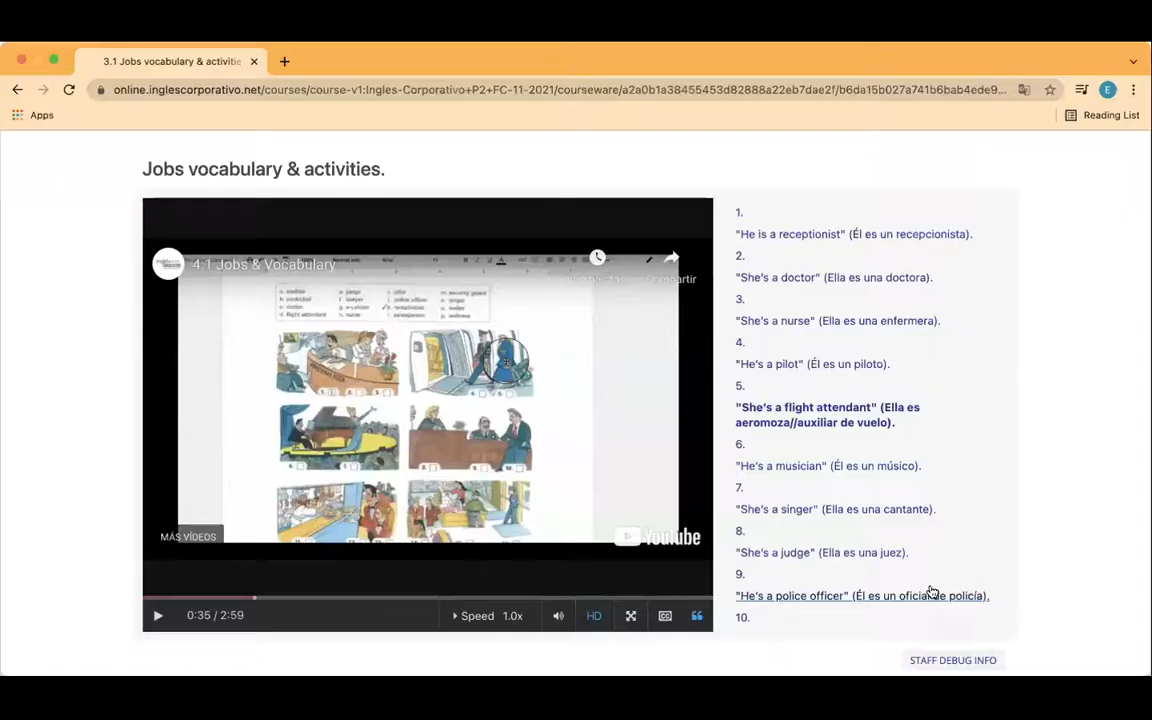 3.1 Jobs vocabulary & activitie
online.inglescorporativo.net/courses/course-v1:Ingles-Corporativo+P2+FC-11-2021/courseware/a2a0b1a38455453d82888a22eb7dae2f/b6da15b027a741b6bab4ede9...
E
Apps
Reading List
Jobs vocabulary & activities.
4.1 Jobs & Vocabulary
MÁS VÍDEOS
YouTube
0:35 / 2:59
Speed 1.0x
HD
1.
"He is a receptionist" (Él es un recepcionista).
2.
"She's a doctor" (Ella es una doctora).
3.
"She's a nurse" (Ella es una enfermera).
4.
"He's a pilot" (Él es un piloto).
5.
"She's a flight attendant" (Ella es
aeromoza//auxiliar de vuelo).
6.
"He's a musician" (Él es un músico).
7.
"She's a singer" (Ella es una cantante).
8.
"She's a judge" (Ella es una juez).
9.
"He's a police officer" (Él es un oficial de policía).
10.
STAFF DEBUG INFO